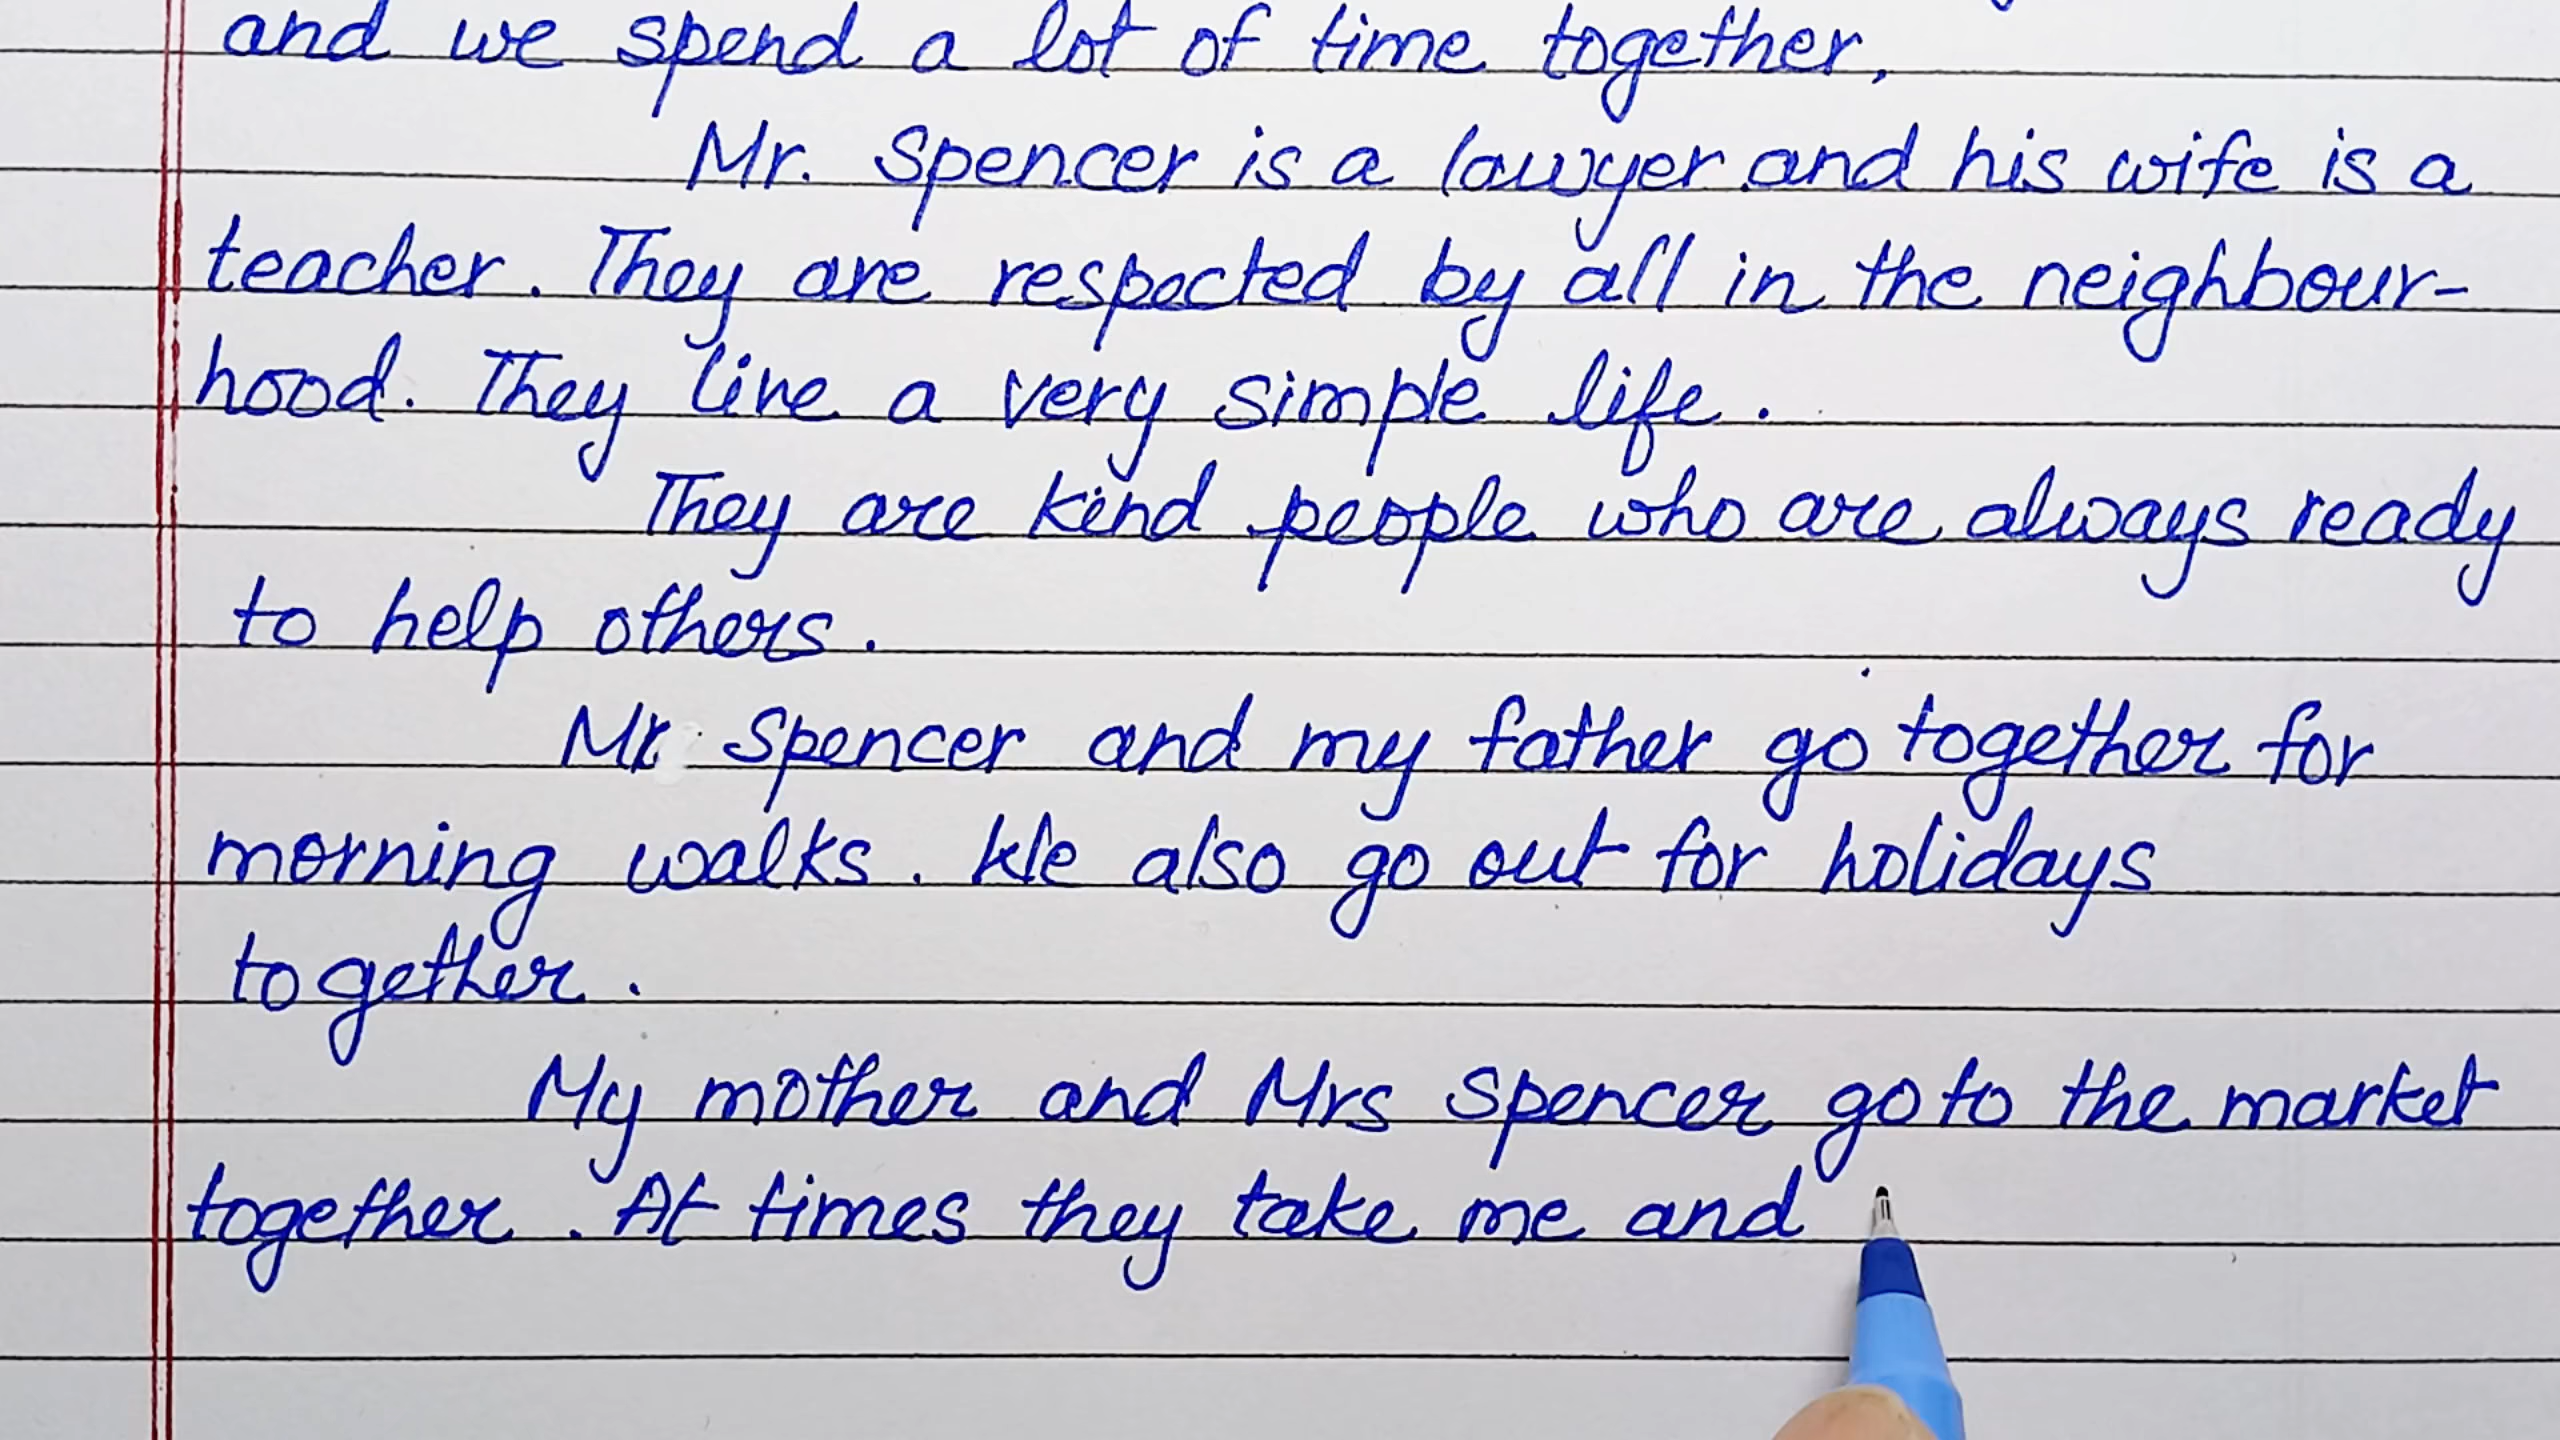 and we spend a lot of time together.
Mr. Spencer is a lawyer and his wife is a
teacher. They are respected by all in the neighbour-
hood. They live a very simple life.
They are kind people who are always ready
to help others.
Mr. Spencer and my father go together for
morning walks. We also go out for holidays
together.
My mother and Mrs Spencer go to the market
together. At times they take me and